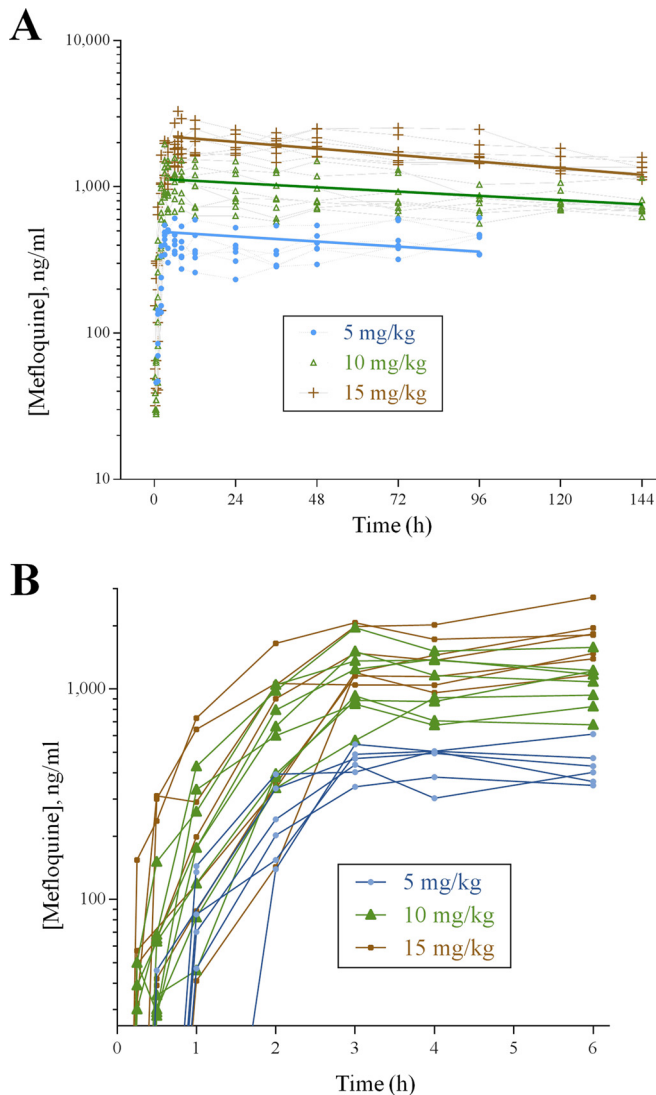 A
10,000
1,000
100
10
[Mefloquine], ng/ml
5 mg/kg
10 mg/kg
15 mg/kg
0 24 48 72 96 120 144
Time (h)
B
1,000
100
[Mefloquine], ng/ml
5 mg/kg
10 mg/kg
15 mg/kg
0 1 2 3 4 5 6
Time (h)